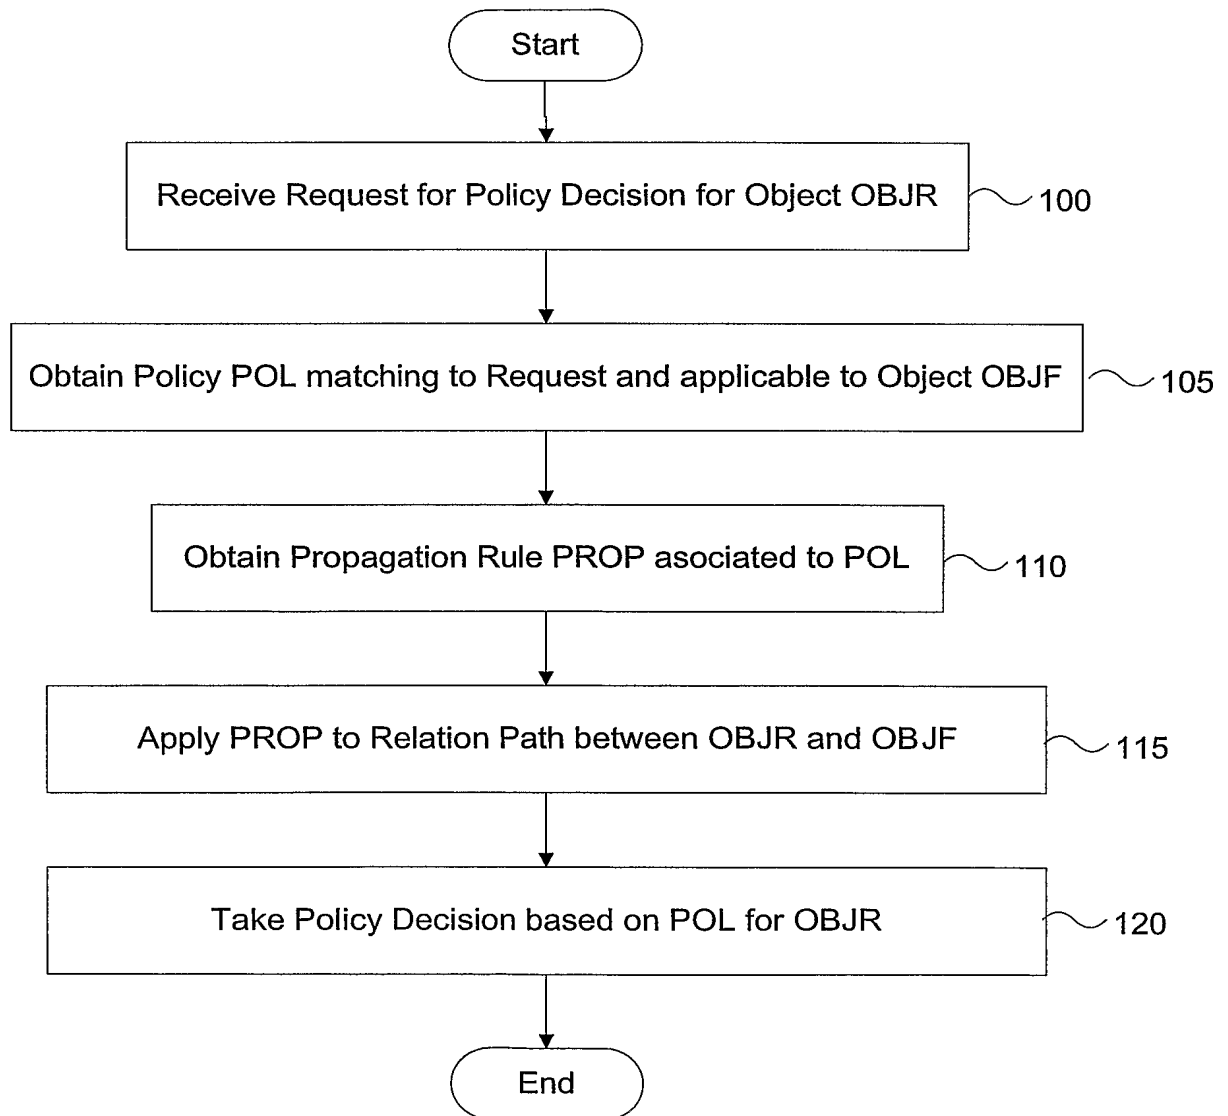 Start
Receive Request for Policy Decision for Object OBJR
100
Obtain Policy POL matching to Request and applicable to Object OBJF
105
Obtain Propagation Rule PROP asociated to POL
110
Apply PROP to Relation Path between OBJR and OBJF
115
Take Policy Decision based on POL for OBJR
120
End